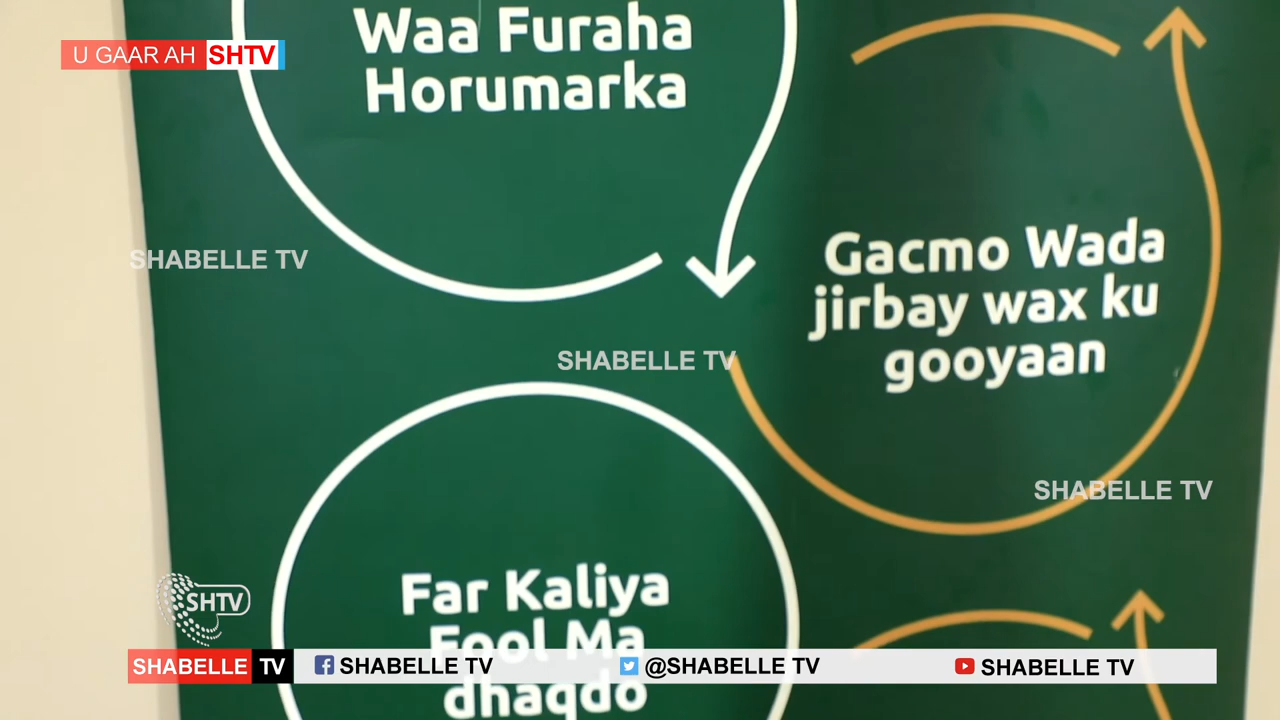 Waa Furaha
Horumarka
U GAAR AH SHTV
Gacmo Wada
jirbay wax ku
gooyaan
SHABELLE TV
SHABELLE TV
SHABELLE TV
Far Kaliya
Fool Ma
dhaqdo
SHTV
SHABELLE TV
SHABELLE TV
@SHABELLE TV
SHABELLE TV